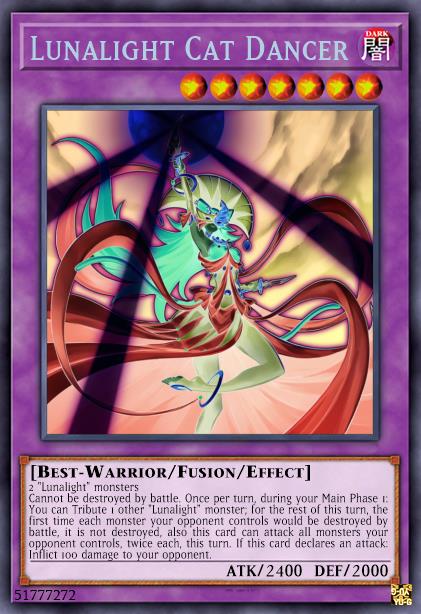 Lunalight Cat Dancer
DARK
闇
[Best-Warrior/Fusion/Effect]
2 "Lunalight" monsters
Cannot be destroyed by battle. Once per turn, during your Main Phase 1:
You can Tribute 1 other "Lunalight" monster; for the rest of this turn, the
first time each monster your opponent controls would be destroyed by
battle, it is not destroyed, also this card can attack all monsters your
opponent controls, twice each, this turn. If this card declares an attack:
Inflict 100 damage to your opponent.
ATK/2400 DEF/2000
51777272